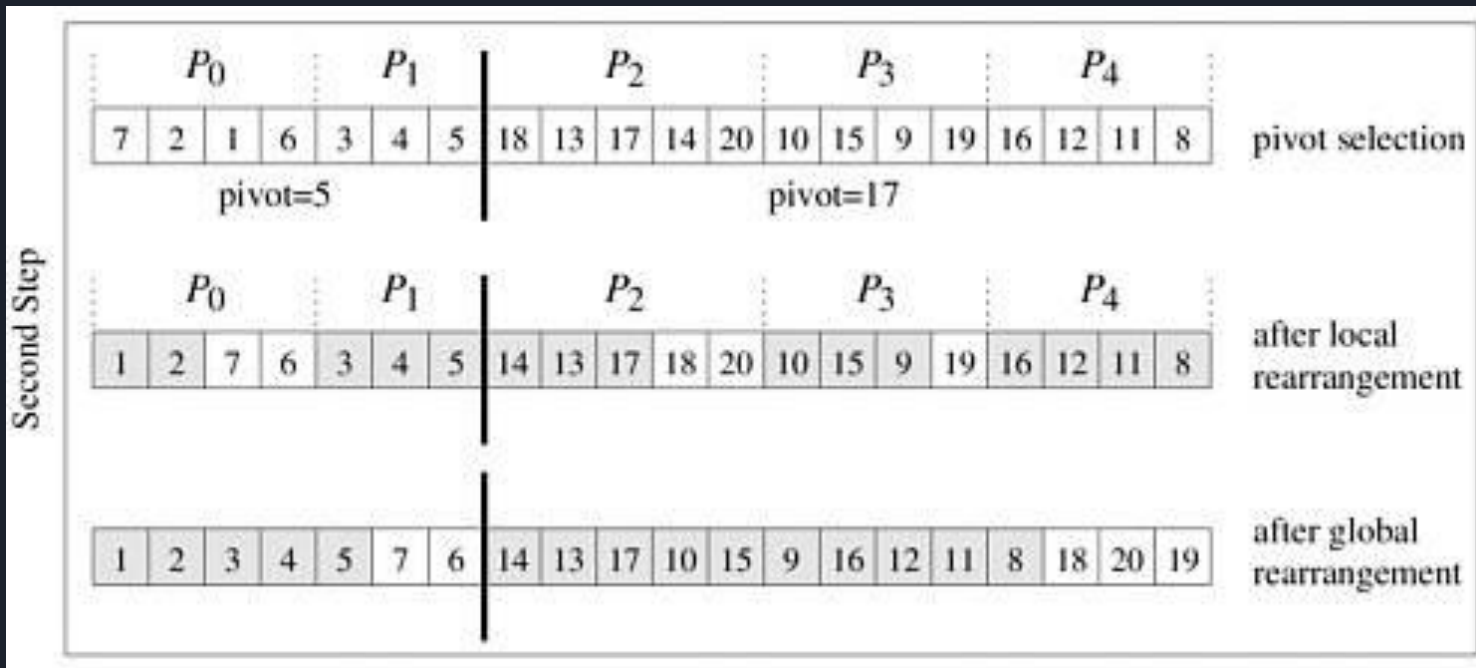 Second Step
P0 P1 P2 P3 P4
7 2 1 6 3 4 5 18 13 17 14 20 10 15 9 19 16 12 11 8 pivot selection
pivot=5 pivot=17
P0 P1 P2 P3 P4
1 2 7 6 3 4 5 14 13 17 18 20 10 15 9 19 16 12 11 8 after local
rearrangement
1 2 3 4 5 7 6 14 13 17 10 15 9 16 12 11 8 18 20 19 after global
rearrangement